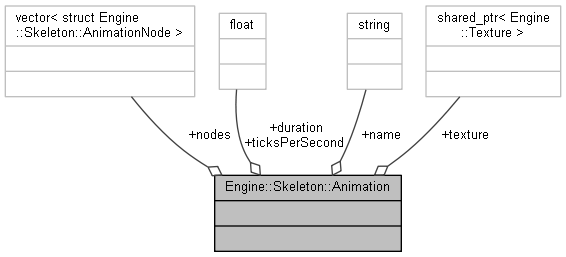 vector< struct Engine
::Skeleton::AnimationNode >
float
string
shared_ptr< Engine
::Texture >
+nodes
+duration
+ticksPerSecond
+name
+texture
Engine::Skeleton::Animation